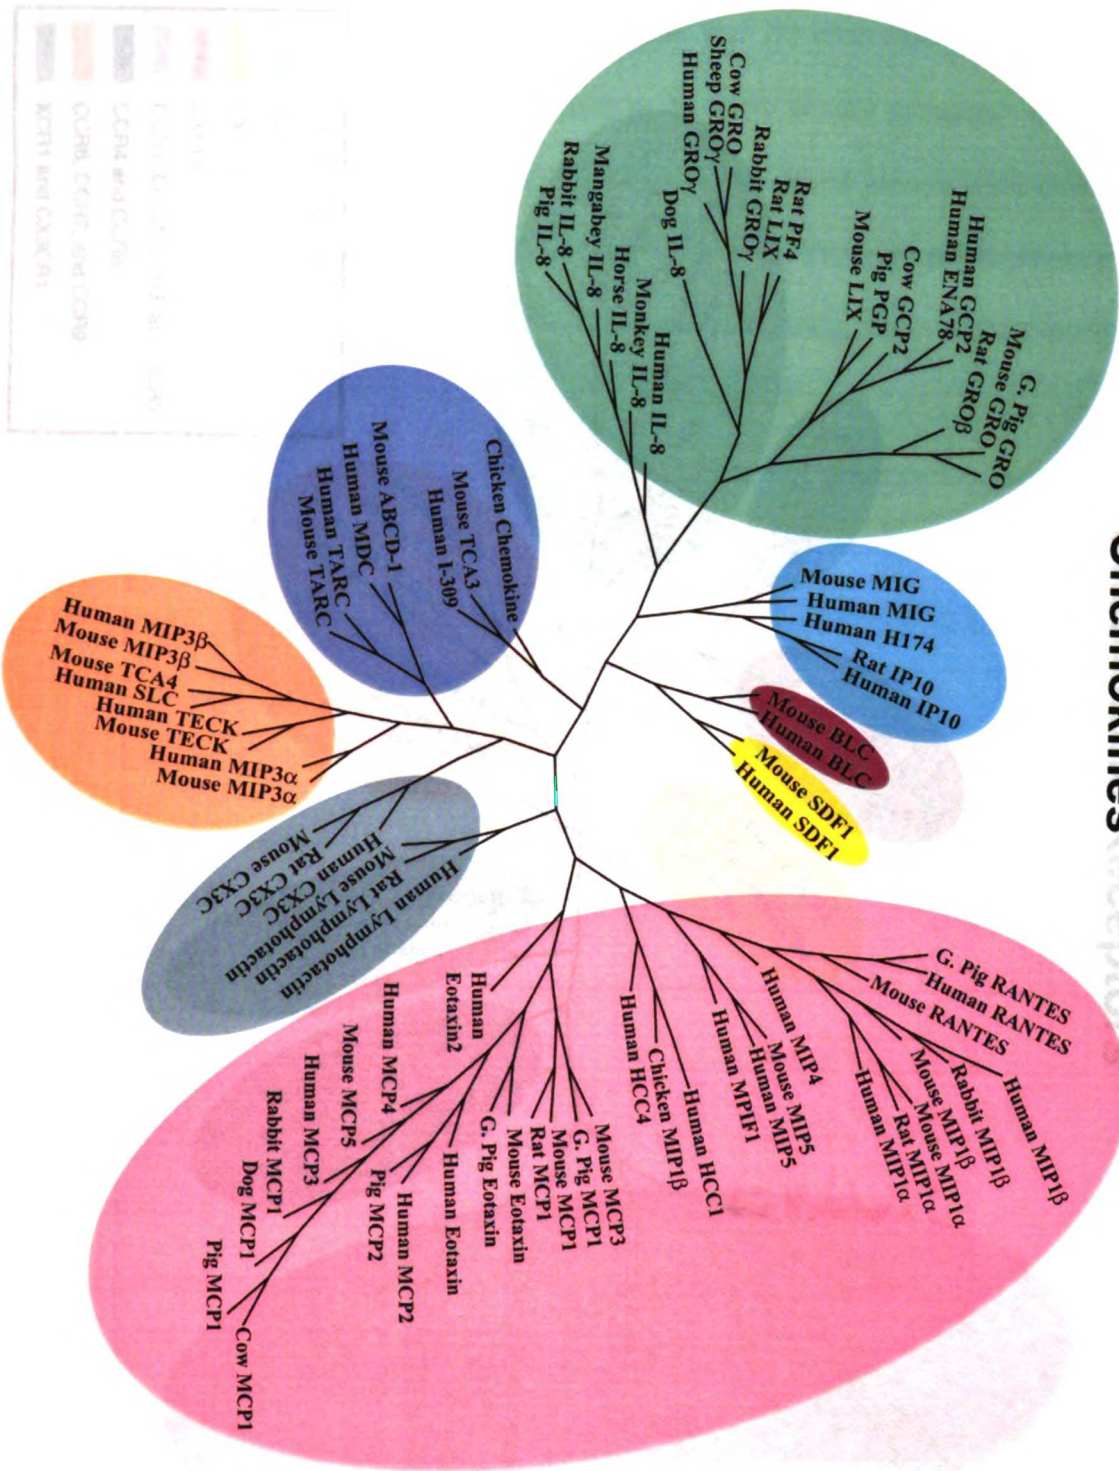 Chemokines
G. Pig GRO
Mouse GRO
Rat GROβ
Human GCP2
Human ENA78
Cow GCP2
Pig PGP
Mouse LIX
Rat PF4
Rat LIX
Rabbit GROγ
Cow GRO
Sheep GROγ
Human GROγ
Dog IL-8
Human IL-8
Monkey IL-8
Horse IL-8
Mangabey IL-8
Rabbit IL-8
Pig IL-8
Mouse MIG
Human MIG
Human H174
Rat IP10
Human IP10
Mouse BLC
Human BLC
Mouse SDF1
Human SDF1
Chicken Chemokine
Mouse TCA3
Human I-309
Mouse ABCD-1
Human MDC
Human TARC
Mouse TARC
Human MIP3β
Mouse MIP3β
Mouse TCA4
Human SLC
Human TECK
Mouse TECK
Human MIP3α
Mouse MIP3α
Mouse CX3C
Rat CX3C
Human CX3C
Mouse Lymphotactin
Rat Lymphotactin
Human Lymphotactin
G. Pig RANTES
Human RANTES
Mouse RANTES
Human MIP1β
Rabbit MIP1β
Mouse MIP1β
Mouse MIP1α
Rat MIP1α
Human MIP1α
Human MIP4
Mouse MIP5
Human MIP5
Human MPIF1
Human HCC1
Chicken MIP1β
Human HCC4
Mouse MCP3
G. Pig MCP1
Mouse MCP1
Rat MCP1
Mouse Eotaxin
G. Pig Eotaxin
Human Eotaxin
Human MCP2
Pig MCP2
Human
Eotaxin2
Human MCP4
Mouse MCP5
Human MCP3
Rabbit MCP1
Dog MCP1
Pig MCP1
Cow MCP1
CCR6, CCR7, and CCR9
XCR1 and CX3CR1